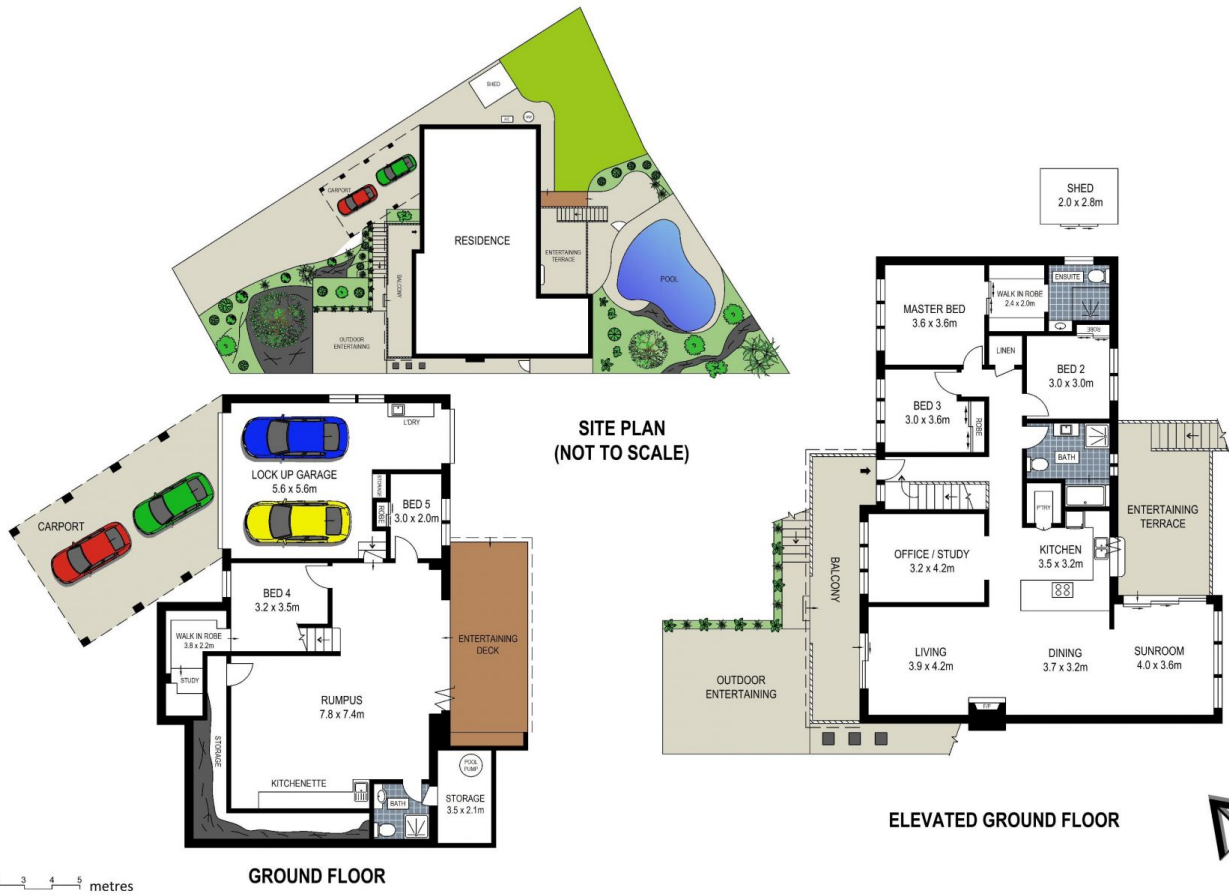 SHED
A/C
HW
CARPORT
RESIDENCE
ENTERTAINING
TERRACE
POOL
BALCONY
OUTDOOR
ENTERTAINING
SITE PLAN
(NOT TO SCALE)
CARPORT
LOCK UP GARAGE
5.6 x 5.6m
L'DRY
STORAGE
ROBE
BED 5
3.0 x 2.0m
BED 4
3.2 x 3.5m
WALK IN ROBE
3.8 x 2.2m
STUDY
STORAGE
RUMPUS
7.8 x 7.4m
ENTERTAINING
DECK
KITCHENETTE
BATH
POOL
PUMP
STORAGE
3.5 x 2.1m
GROUND FLOOR
3 4 5 metres
SHED
2.0 x 2.8m
MASTER BED
3.6 x 3.6m
WALK IN ROBE
2.4 x 2.0m
ENSUITE
ROBE
LINEN
BED 2
3.0 x 3.0m
BED 3
3.0 x 3.6m
ROBE
BATH
P'TRY
KITCHEN
3.5 x 3.2m
ENTERTAINING
TERRACE
OFFICE / STUDY
3.2 x 4.2m
BALCONY
LIVING
3.9 x 4.2m
DINING
3.7 x 3.2m
SUNROOM
4.0 x 3.6m
OUTDOOR
ENTERTAINING
F/P
ELEVATED GROUND FLOOR